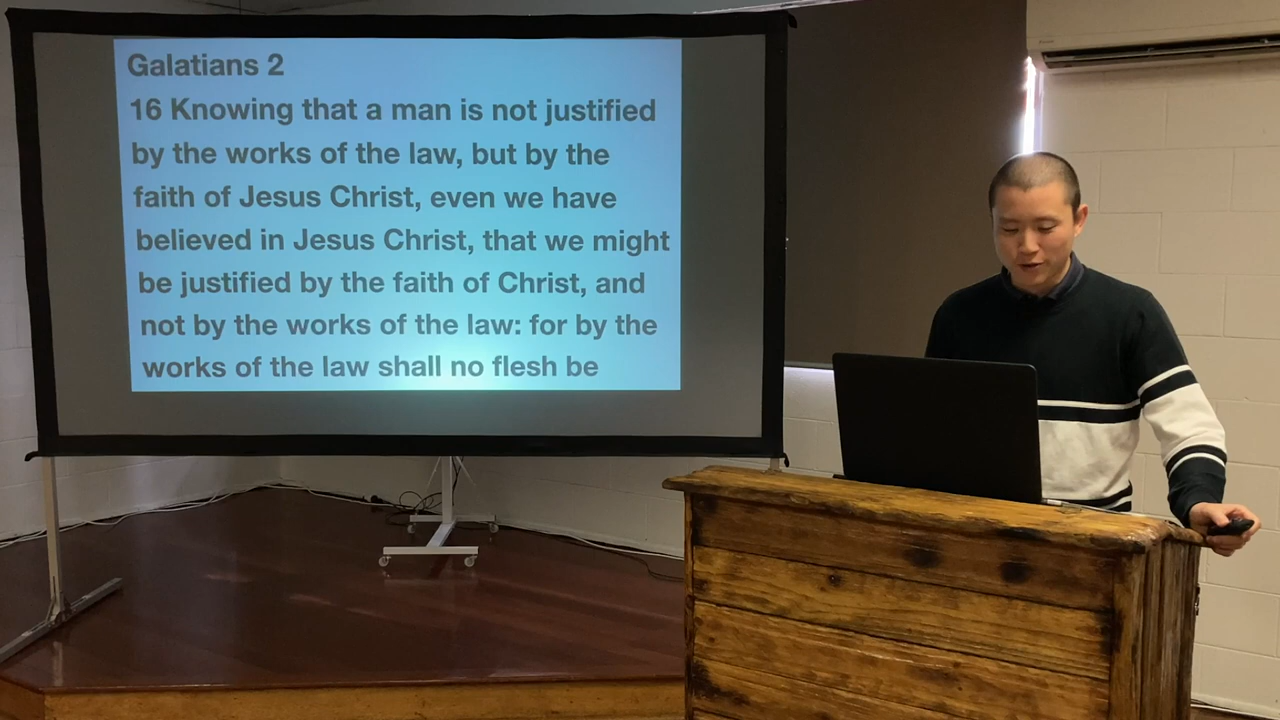 Galatians 2
16 Knowing that a man is not justified
by the works of the law, but by the
faith of Jesus Christ, even we have
believed in Jesus Christ, that we might
be justified by the faith of Christ, and
not by the works of the law: for by the
works of the law shall no flesh be